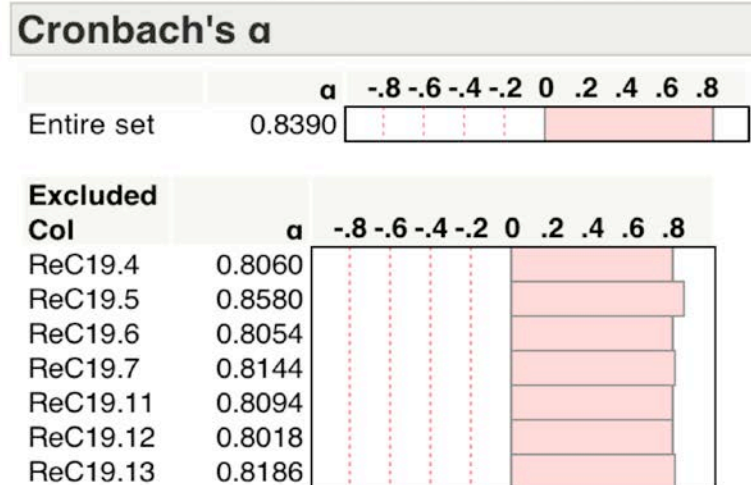 Cronbach's α
α -.8 -.6 -.4 -.2 0 .2 .4 .6 .8
Entire set 0.8390
Excluded
Col α -.8 -.6 -.4 -.2 0 .2 .4 .6 .8
ReC19.4 0.8060
ReC19.5 0.8580
ReC19.6 0.8054
ReC19.7 0.8144
ReC19.11 0.8094
ReC19.12 0.8018
ReC19.13 0.8186